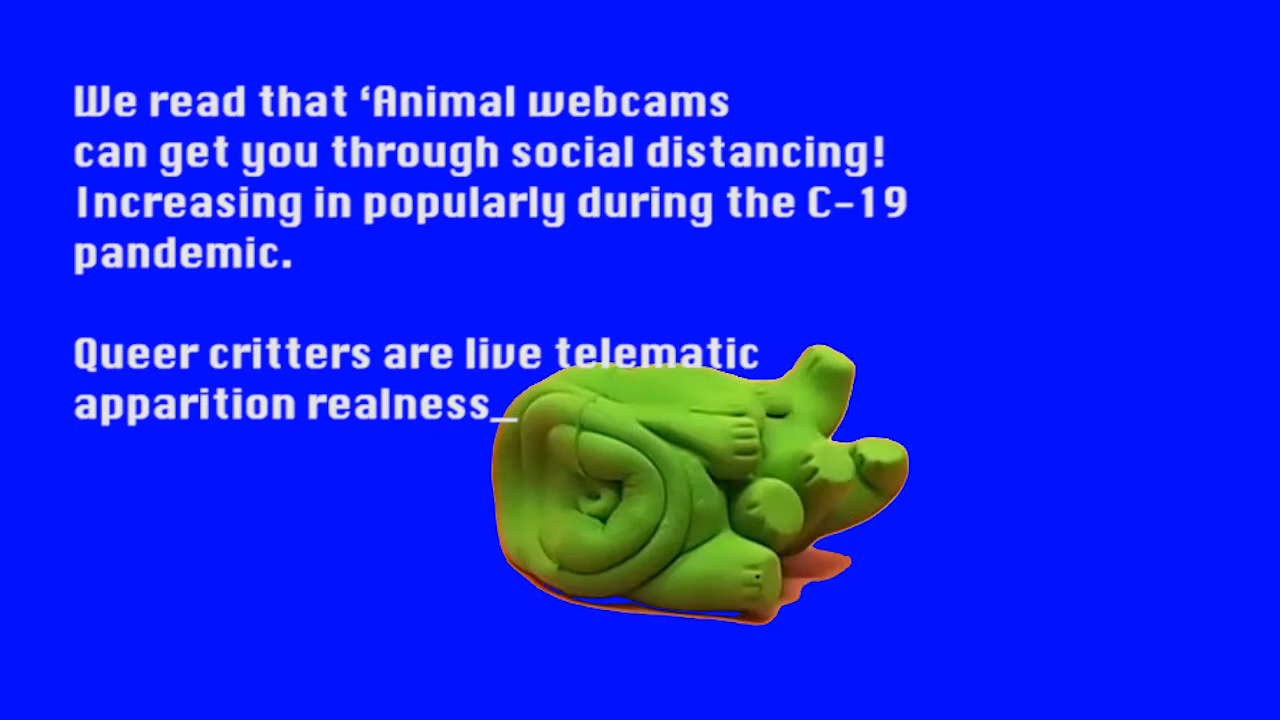 We read that ‘Animal webcams
can get you through social distancing!
Increasing in popularly during the C-19
pandemic.
Queer critters are live telematic
apparition realness_